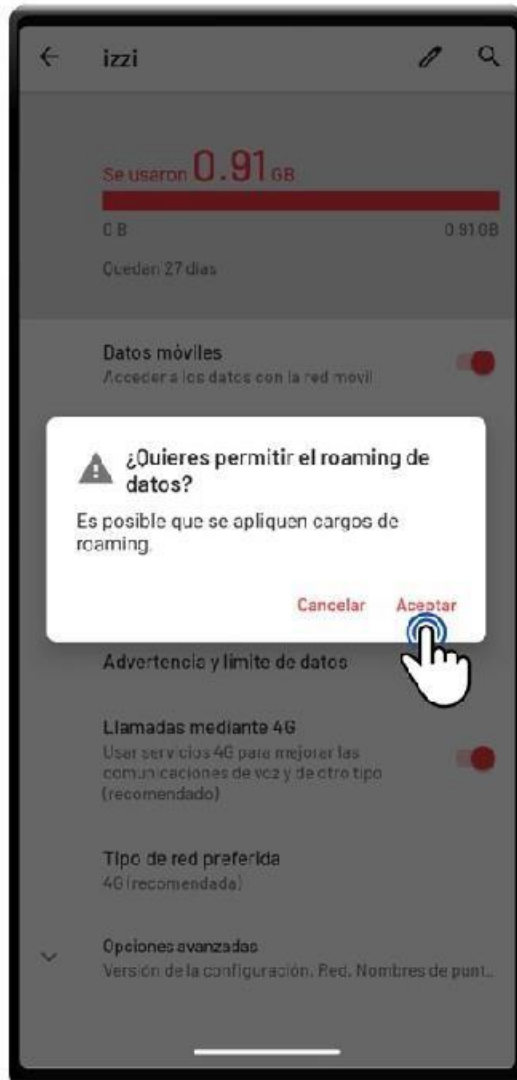 izzi
Se usaron 0.91 GB
0 B 0.91 GB
Quedan 27 días
Datos móviles
Acceder a los datos con la red móvil
¿Quieres permitir el roaming de
datos?
Es posible que se apliquen cargos de
roaming.
Cancelar Aceptar
Advertencia y límite de datos
Llamadas mediante 4G
Usar servicios 4G para mejorar las
comunicaciones de voz y de otro tipo
(recomendado)
Tipo de red preferida
4G (recomendada)
Opciones avanzadas
Versión de la configuración, Red, Nombres de punt...